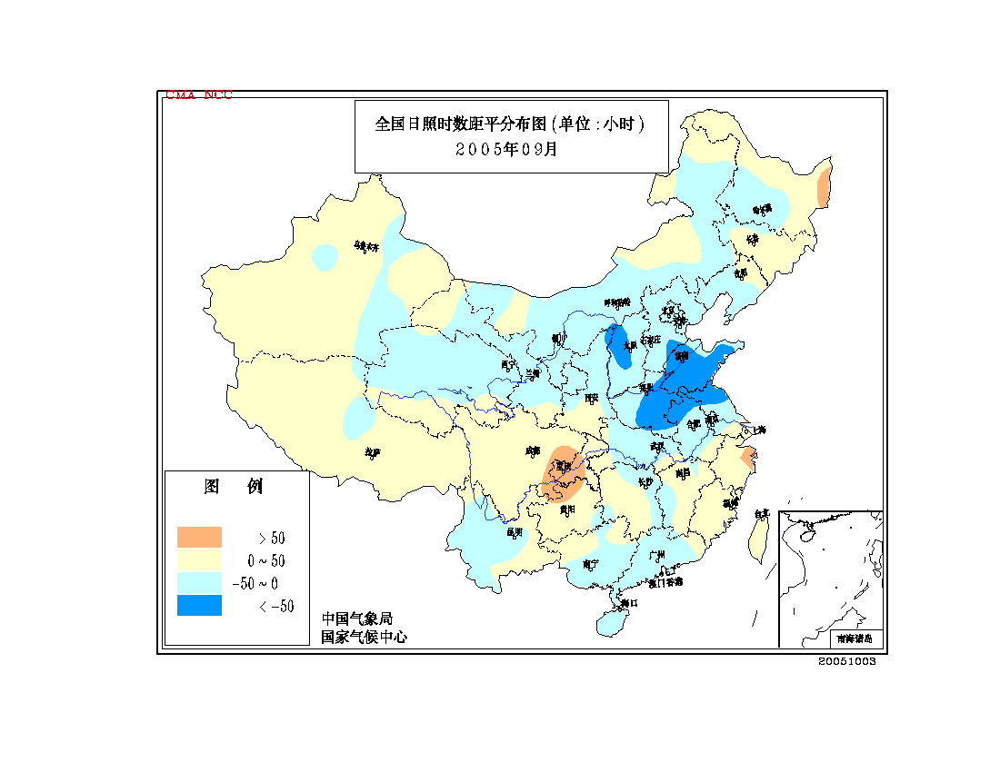 CMA NCC
全国日照时数距平分布图(单位:小时)
2005年09月
哈尔滨
长春
乌鲁木齐
沈阳
呼和浩特
北京
天津
银川
太原
石家庄
济南
西宁
兰州
郑州
西安
合肥
南京
上海
拉萨
成都
武汉
重庆
长沙
南昌
贵阳
福州
台北
昆明
广州
南宁
澳门香港
海口
图 例
>50
0~50
-50~0
<-50
中国气象局
国家气候中心
南海诸岛
20051003